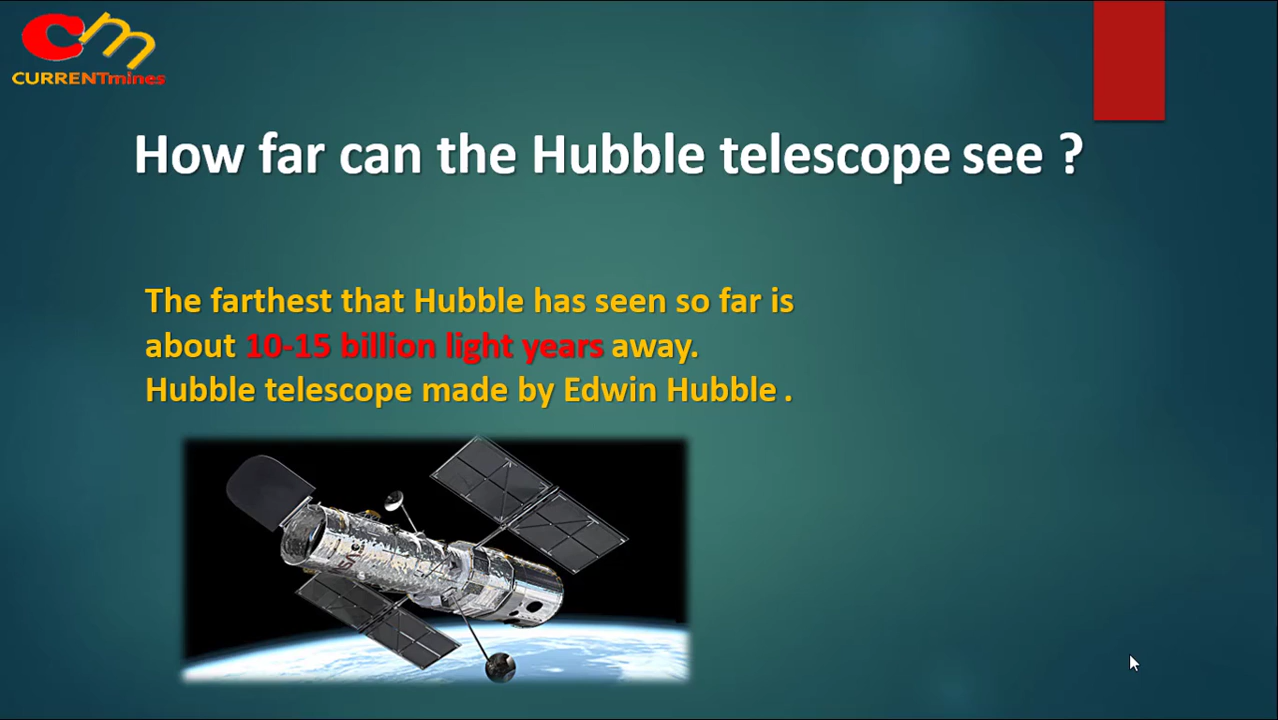 cm
CURRENTmines
How far can the Hubble telescope see ?
The farthest that Hubble has seen so far is
about 10-15 billion light years away.
Hubble telescope made by Edwin Hubble .